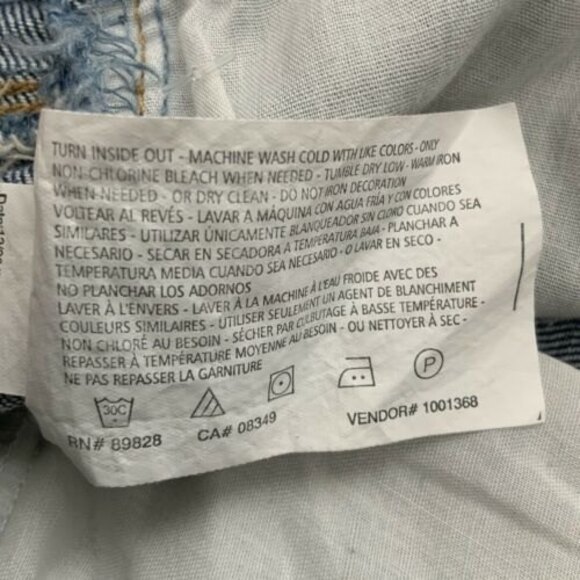 TURN INSIDE OUT - MACHINE WASH COLD WITH LIKE COLORS - ONLY
NON-CHLORINE BLEACH WHEN NEEDED - TUMBLE DRY LOW - WARM IRON
WHEN NEEDED - OR DRY CLEAN - DO NOT IRON DECORATION
VOLTEAR AL REVÉS - LAVAR A MÁQUINA CON AGUA FRÍA Y CON COLORES
SIMILARES - UTILIZAR ÚNICAMENTE BLANQUEADOR SIN CLORO CUANDO SEA
NECESARIO - SECAR EN SECADORA A TEMPERATURA BAJA - PLANCHAR A
TEMPERATURA MEDIA CUANDO SEA NECESARIO - O LAVAR EN SECO -
NO PLANCHAR LOS ADORNOS
LAVER À L'ENVERS - LAVER À LA MACHINE À L'EAU FROIDE AVEC DES
COULEURS SIMILAIRES - UTILISER SEULEMENT UN AGENT DE BLANCHIMENT
NON CHLORÉ AU BESOIN - SÉCHER PAR CULBUTAGE À BASSE TEMPÉRATURE -
REPASSER À TEMPÉRATURE MOYENNE AU BESOIN - OU NETTOYER À SEC -
NE PAS REPASSER LA GARNITURE
30C P
RN# 89828 CA# 08349 VENDOR# 1001368